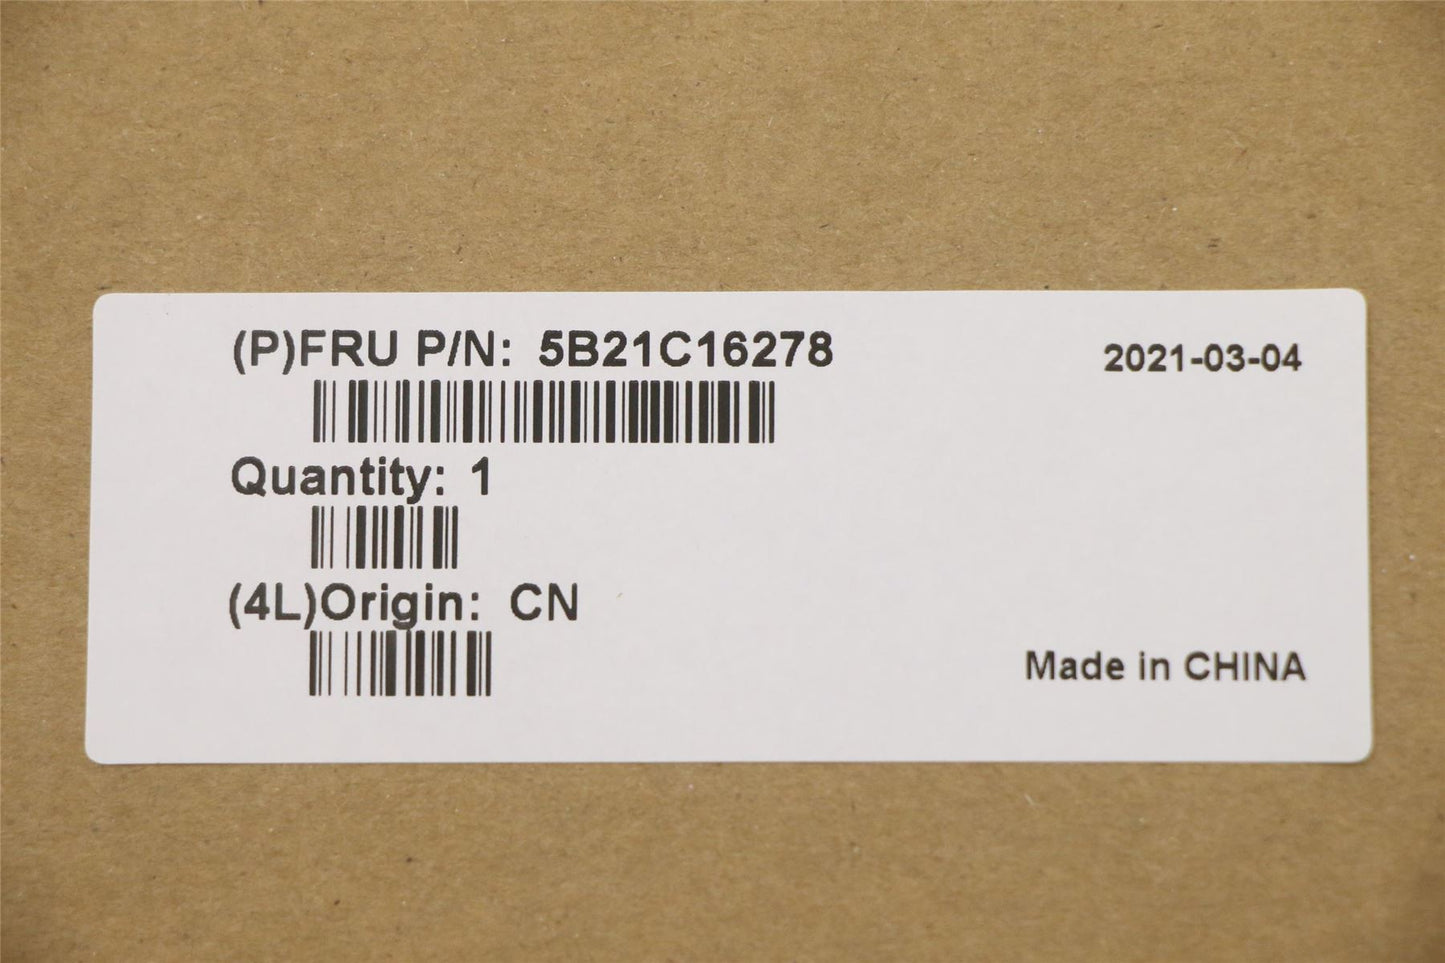 (P)FRU P/N: 5B21C16278
2021-03-04
Quantity: 1
(4L)Origin: CN
Made in CHINA